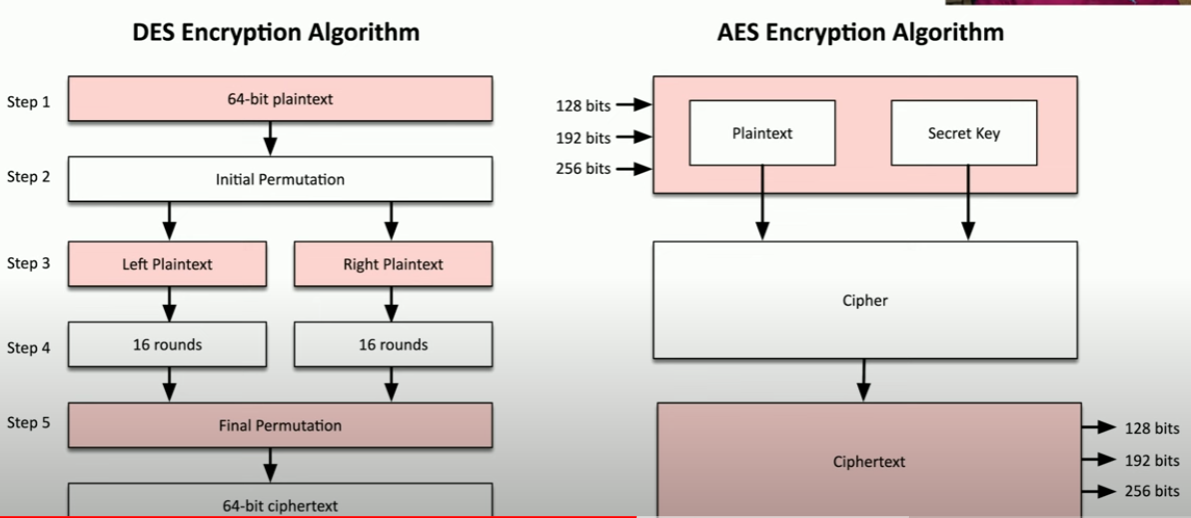 DES Encryption Algorithm
Step 1
64-bit plaintext
Step 2
Initial Permutation
Step 3
Left Plaintext
Right Plaintext
Step 4
16 rounds
16 rounds
Step 5
Final Permutation
64-bit ciphertext
AES Encryption Algorithm
128 bits
192 bits
256 bits
Plaintext
Secret Key
Cipher
Ciphertext
128 bits
192 bits
256 bits